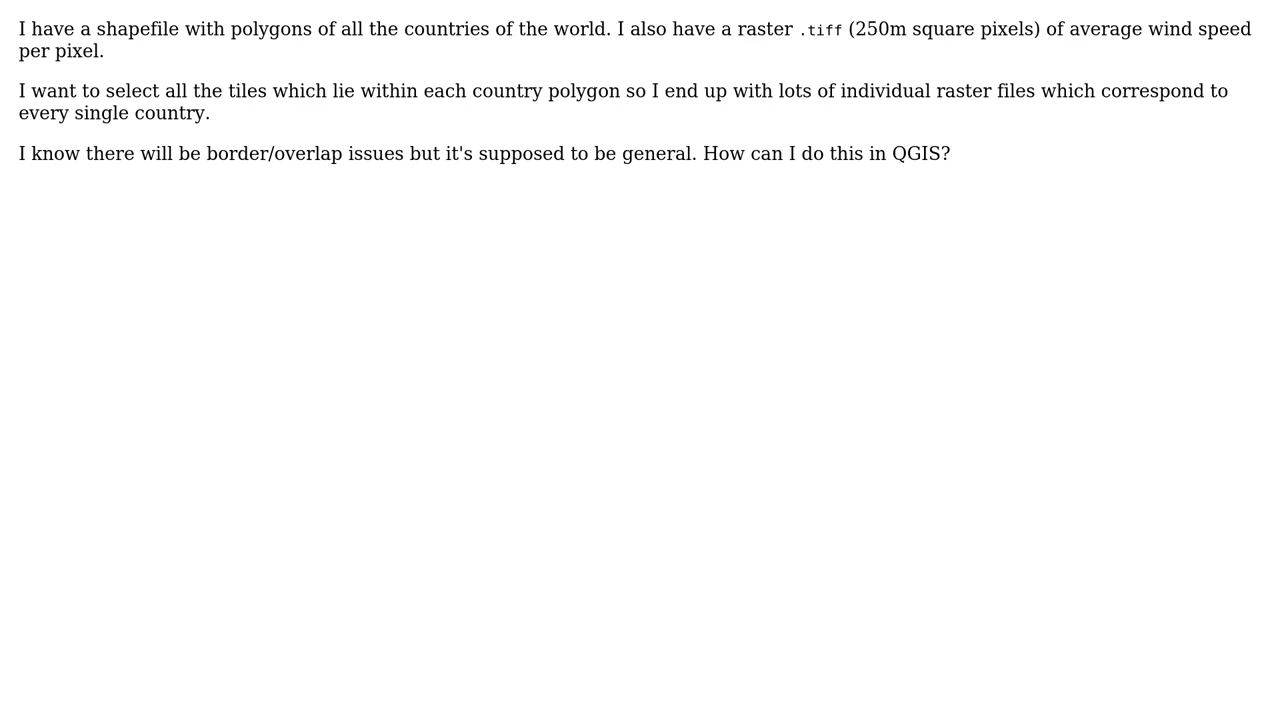 I have a shapefile with polygons of all the countries of the world. I also have a raster .tiff (250m square pixels) of average wind speed
per pixel.
I want to select all the tiles which lie within each country polygon so I end up with lots of individual raster files which correspond to
every single country.
I know there will be border/overlap issues but it's supposed to be general. How can I do this in QGIS?